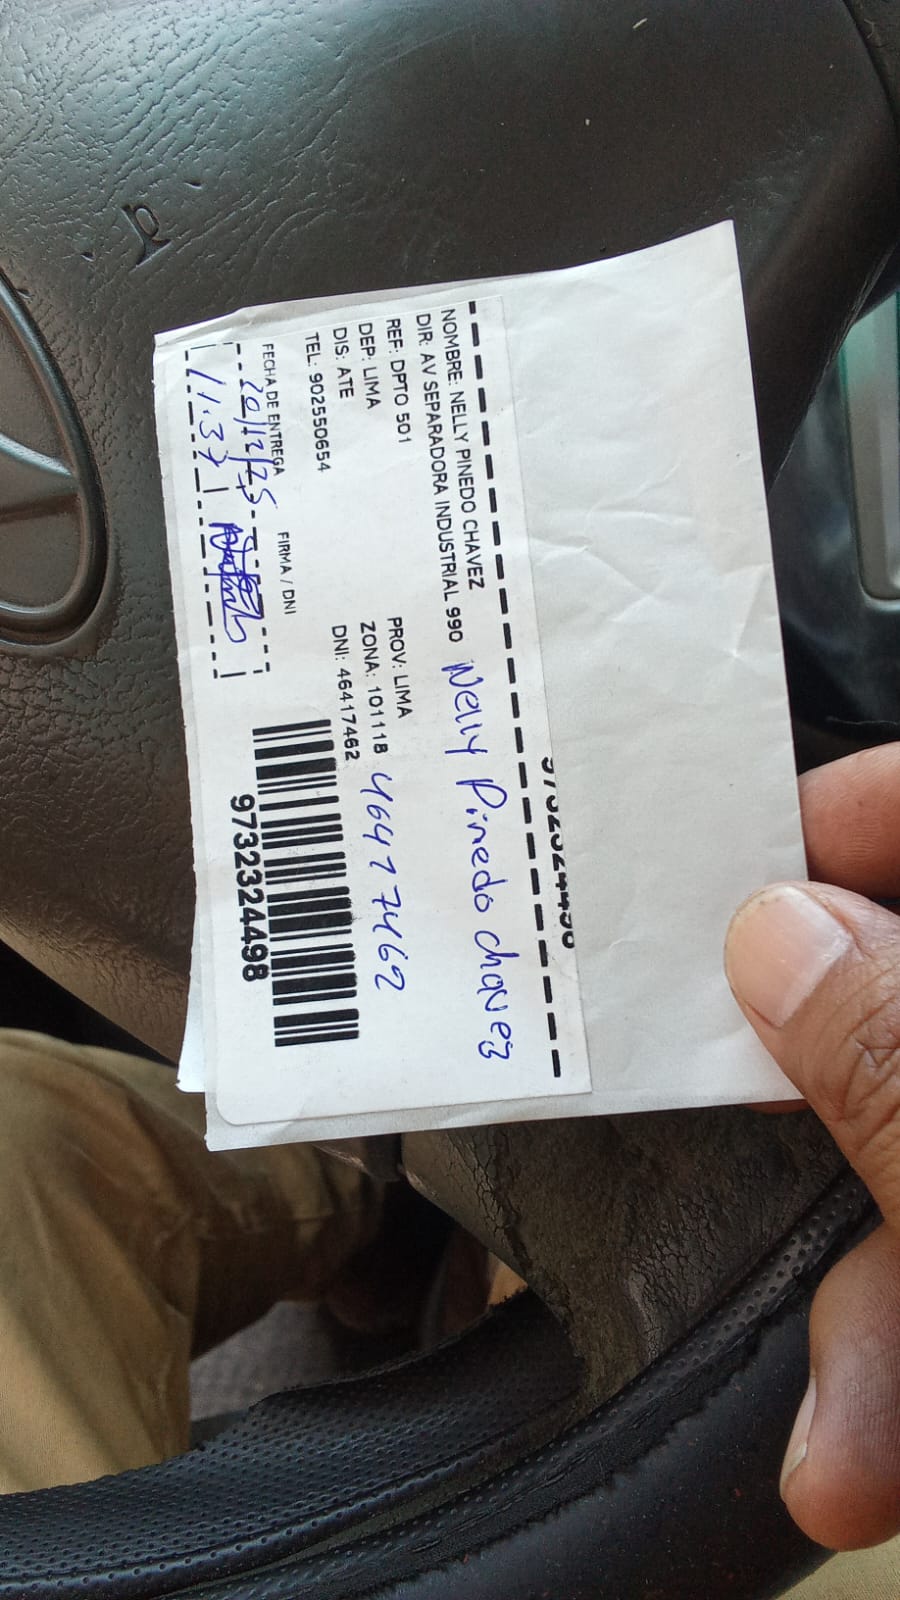 9732324498
NOMBRE: NELLY PINEDO CHAVEZ
DIR: AV SEPARADORA INDUSTRIAL 990
Nelly Pinedo chavez
REF: DPTO 501
DEP: LIMA PROV: LIMA
DIS: ATE ZONA: 101118
46417462
TEL: 902550654 DNI: 46417462
FECHA DE ENTREGA FIRMA / DNI
20/12/25
11:37
9732324498